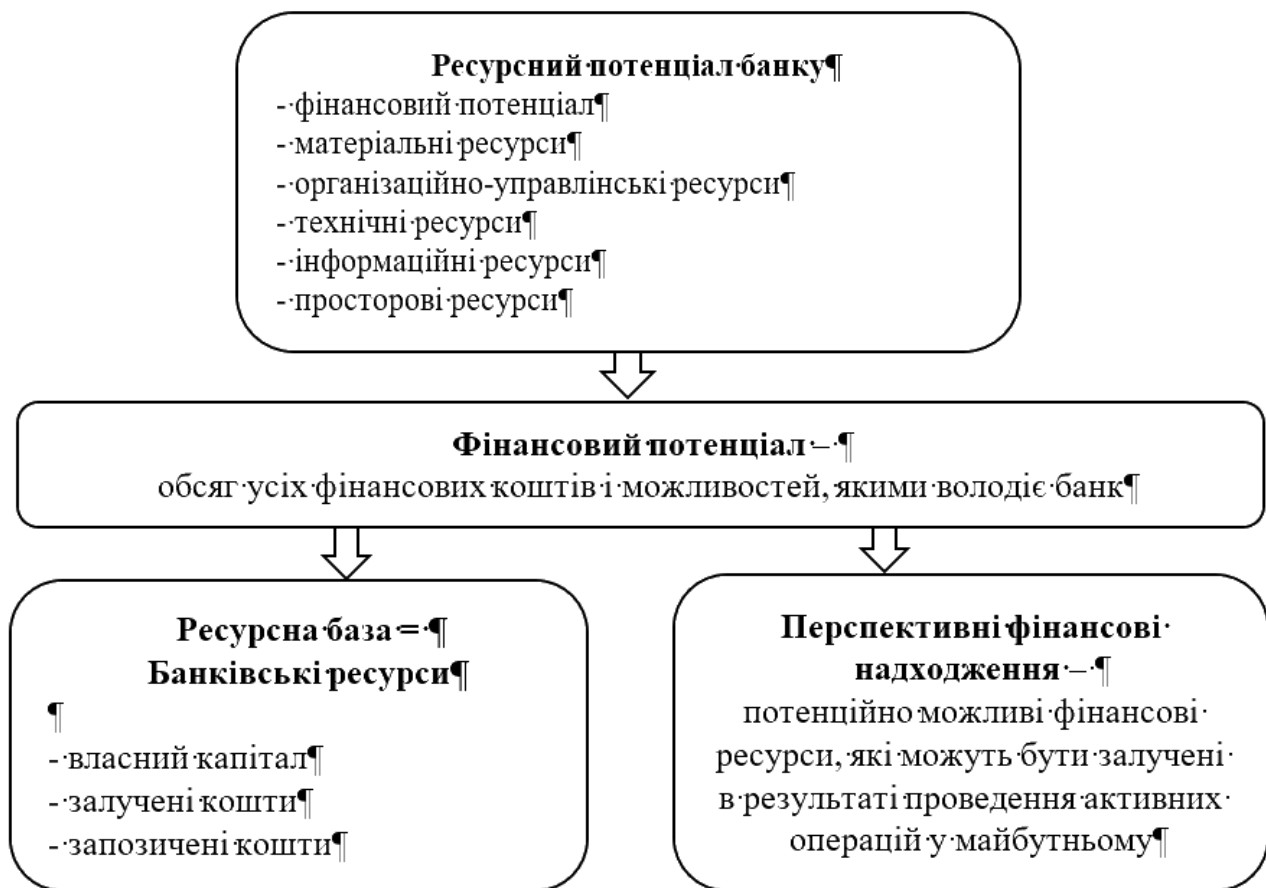 Ресурсний·потенціал·банку¶
-·фінансовий·потенціал¶
-·матеріальні·ресурси¶
-·організаційно-управлінські·ресурси¶
-·технічні·ресурси¶
-·інформаційні·ресурси¶
-·просторові·ресурси¶
Фінансовий·потенціал·–·¶
обсяг·усіх·фінансових·коштів·і·можливостей,·якими·володіє·банк¶
Ресурсна·база·=·¶
Банківські·ресурси¶
¶
-·власний·капітал¶
-·залучені·кошти¶
-·запозичені·кошти¶
Перспективні·фінансові·
надходження·–·¶
потенційно·можливі·фінансові·
ресурси,·які·можуть·бути·залучені·
в·результаті·проведення·активних·
операцій·у·майбутньому¶